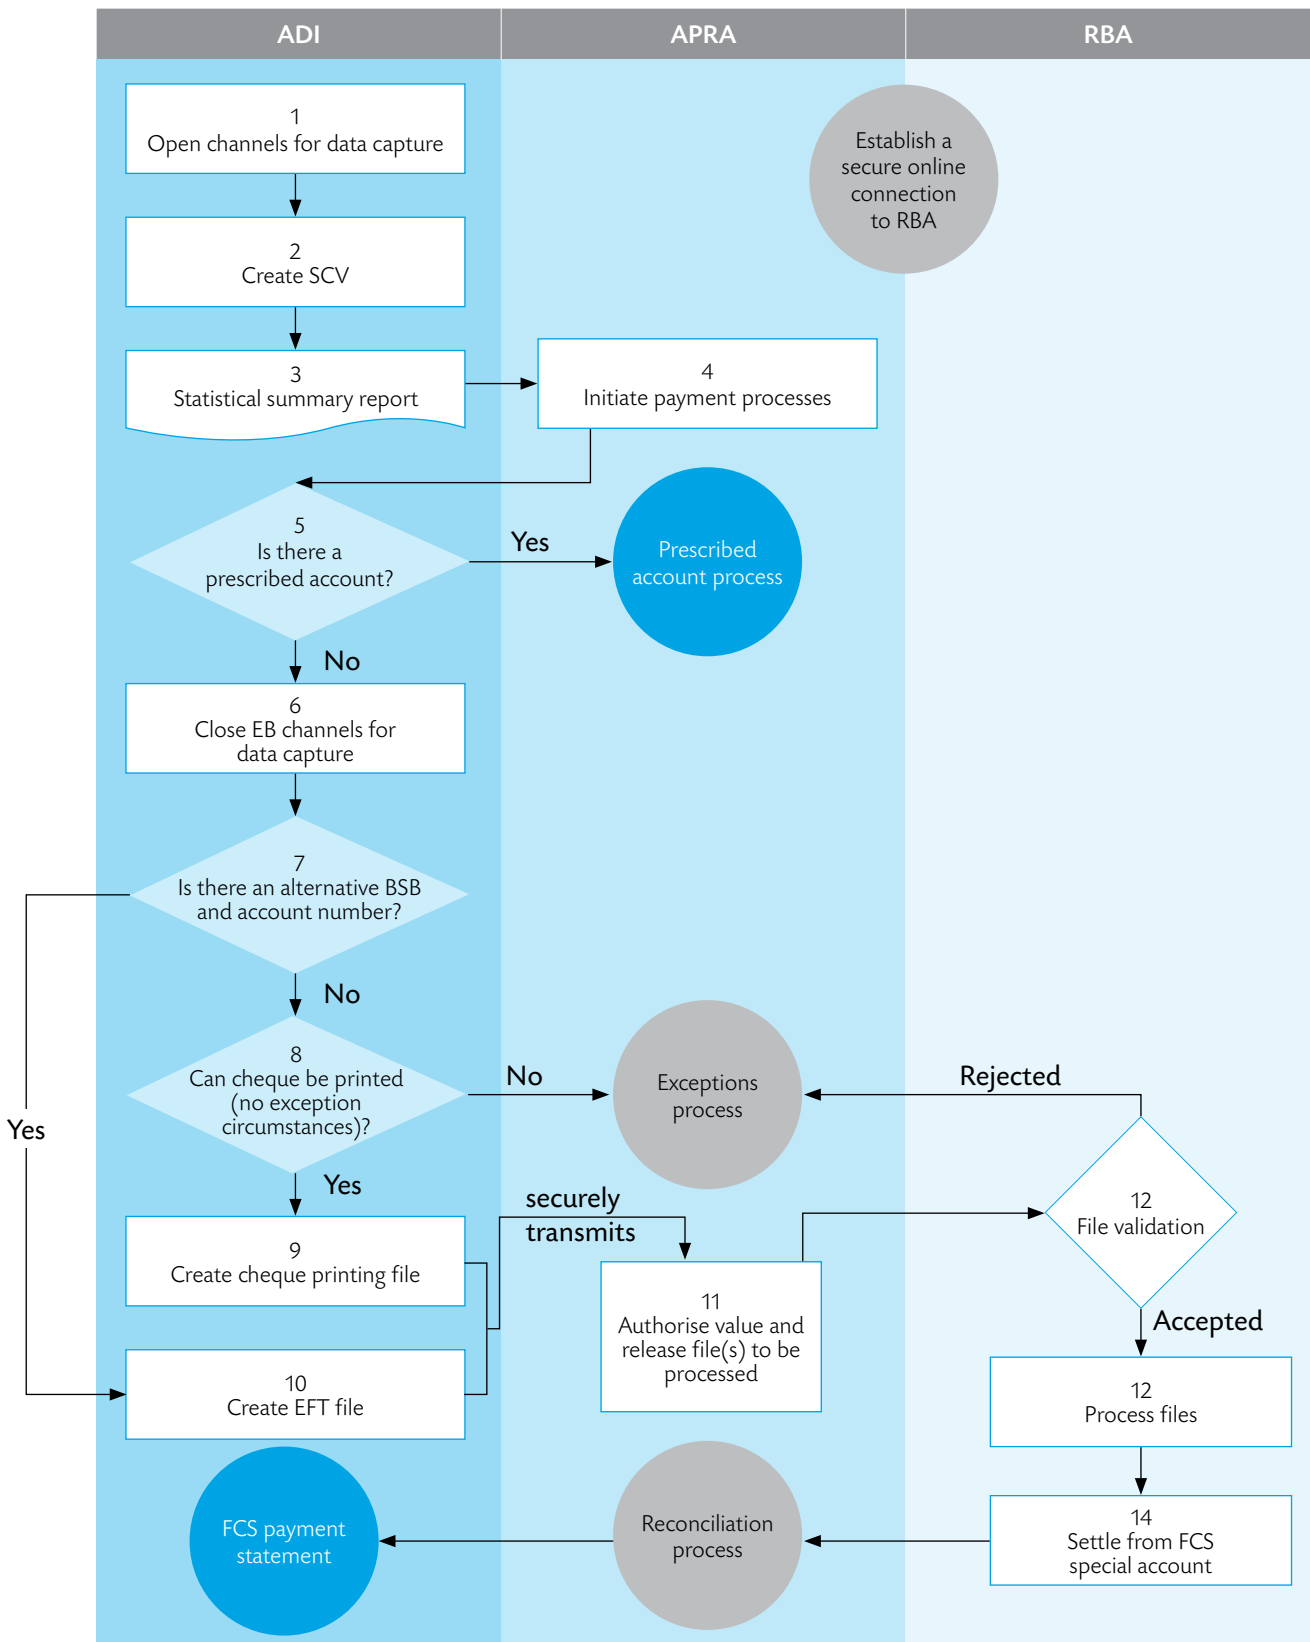 ADI
APRA
RBA
1
Open channels for data capture
Establish a
secure online
connection
to RBA
2
Create SCV
3
Statistical summary report
4
Initiate payment processes
5
Is there a
prescribed account?
Yes
Prescribed
account process
No
6
Close EB channels for
data capture
7
Is there an alternative BSB
and account number?
No
8
Can cheque be printed
(no exception
circumstances)?
No
Exceptions
process
Rejected
Yes
Yes
securely
transmits
12
File validation
9
Create cheque printing file
11
Authorise value and
release file(s) to be
processed
Accepted
10
Create EFT file
12
Process files
FCS payment
statement
Reconciliation
process
14
Settle from FCS
special account